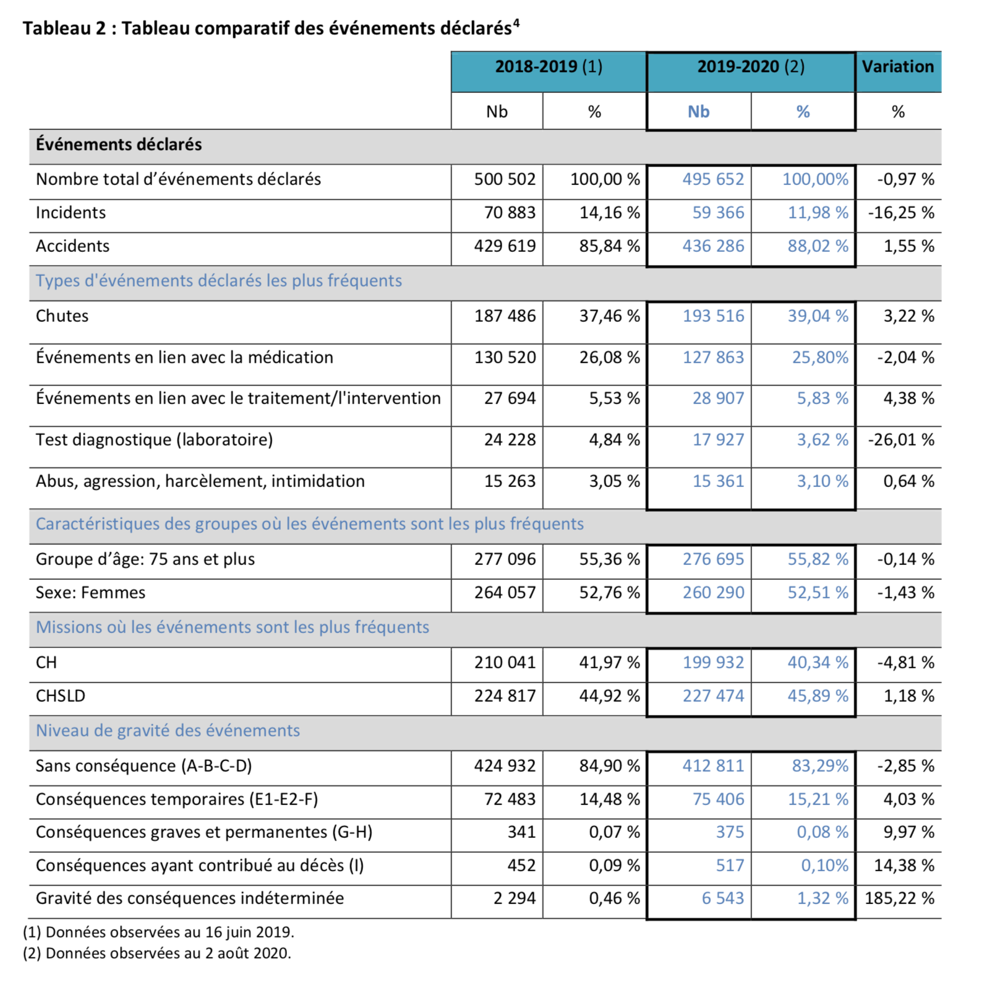 Tableau 2 : Tableau comparatif des événements déclarés⁴
2018-2019 (1) 2019-2020 (2) Variation
Nb % Nb % %
Événements déclarés
Nombre total d’événements déclarés 500 502 100,00 % 495 652 100,00% -0,97 %
Incidents 70 883 14,16 % 59 366 11,98 % -16,25 %
Accidents 429 619 85,84 % 436 286 88,02 % 1,55 %
Types d'événements déclarés les plus fréquents
Chutes 187 486 37,46 % 193 516 39,04 % 3,22 %
Événements en lien avec la médication 130 520 26,08 % 127 863 25,80% -2,04 %
Événements en lien avec le traitement/l'intervention 27 694 5,53 % 28 907 5,83 % 4,38 %
Test diagnostique (laboratoire) 24 228 4,84 % 17 927 3,62 % -26,01 %
Abus, agression, harcèlement, intimidation 15 263 3,05 % 15 361 3,10 % 0,64 %
Caractéristiques des groupes où les événements sont les plus fréquents
Groupe d’âge: 75 ans et plus 277 096 55,36 % 276 695 55,82 % -0,14 %
Sexe: Femmes 264 057 52,76 % 260 290 52,51 % -1,43 %
Missions où les événements sont les plus fréquents
CH 210 041 41,97 % 199 932 40,34 % -4,81 %
CHSLD 224 817 44,92 % 227 474 45,89 % 1,18 %
Niveau de gravité des événements
Sans conséquence (A-B-C-D) 424 932 84,90 % 412 811 83,29% -2,85 %
Conséquences temporaires (E1-E2-F) 72 483 14,48 % 75 406 15,21 % 4,03 %
Conséquences graves et permanentes (G-H) 341 0,07 % 375 0,08 % 9,97 %
Conséquences ayant contribué au décès (I) 452 0,09 % 517 0,10% 14,38 %
Gravité des conséquences indéterminée 2 294 0,46 % 6 543 1,32 % 185,22 %
(1) Données observées au 16 juin 2019.
(2) Données observées au 2 août 2020.